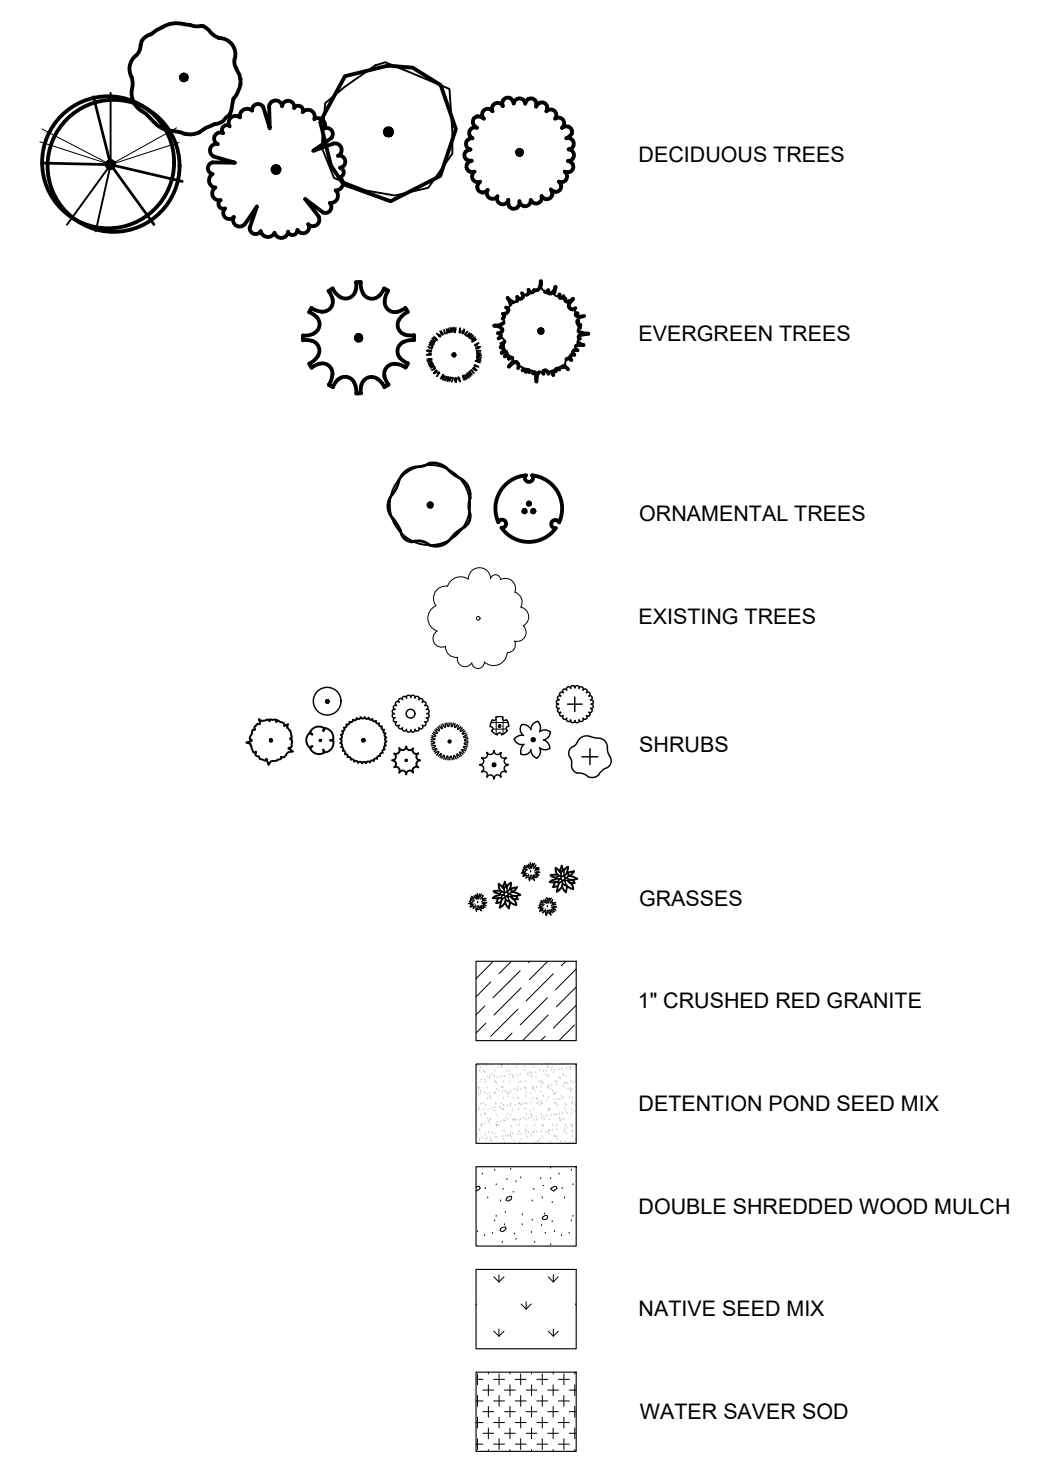 DECIDUOUS TREES
EVERGREEN TREES
ORNAMENTAL TREES
EXISTING TREES
SHRUBS
GRASSES
1" CRUSHED RED GRANITE
DETENTION POND SEED MIX
DOUBLE SHREDDED WOOD MULCH
NATIVE SEED MIX
WATER SAVER SOD